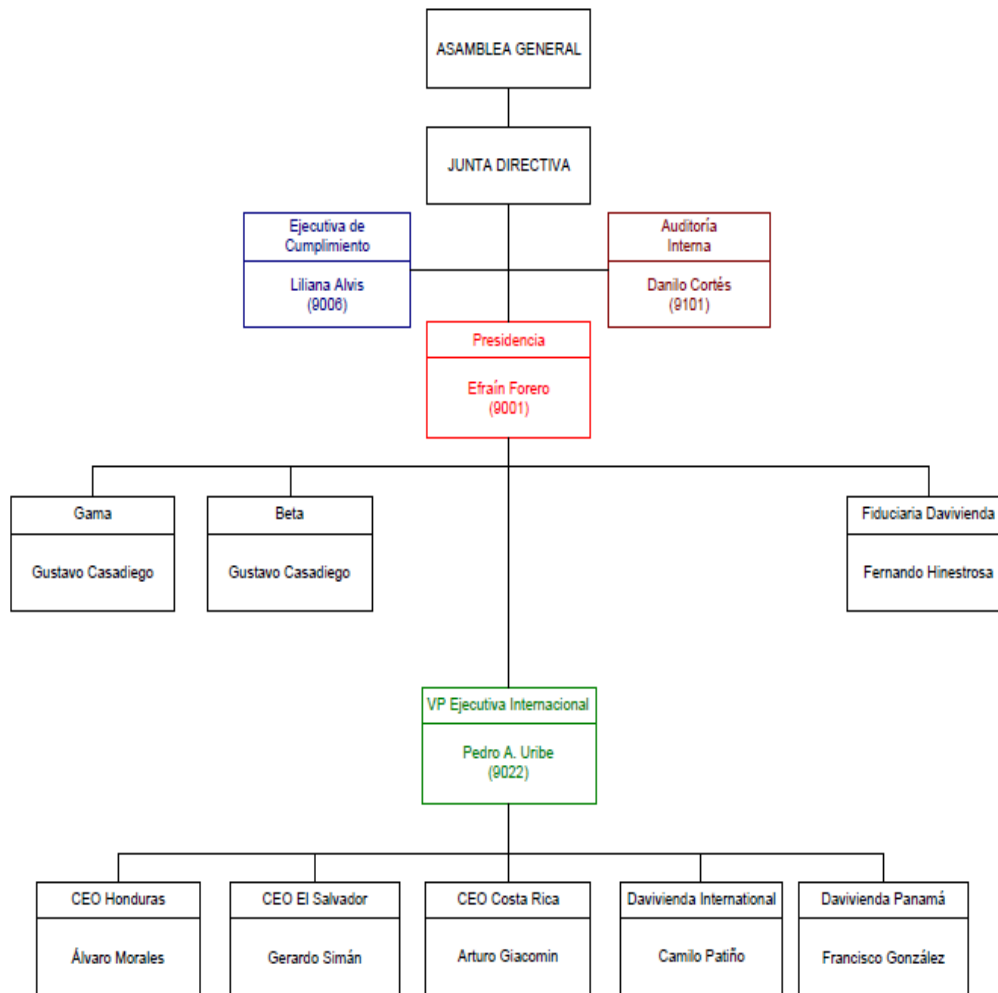 ASAMBLEA GENERAL
JUNTA DIRECTIVA
Ejecutiva de
Cumplimiento
Liliana Alvis
(9006)
Auditoría
Interna
Danilo Cortés
(9101)
Presidencia
Efraín Forero
(9001)
Gama
Gustavo Casadiego
Beta
Gustavo Casadiego
Fiduciaria Davivienda
Fernando Hinestrosa
VP Ejecutiva Internacional
Pedro A. Uribe
(9022)
CEO Honduras
Álvaro Morales
CEO El Salvador
Gerardo Simán
CEO Costa Rica
Arturo Giacomin
Davivienda International
Camilo Patiño
Davivienda Panamá
Francisco González